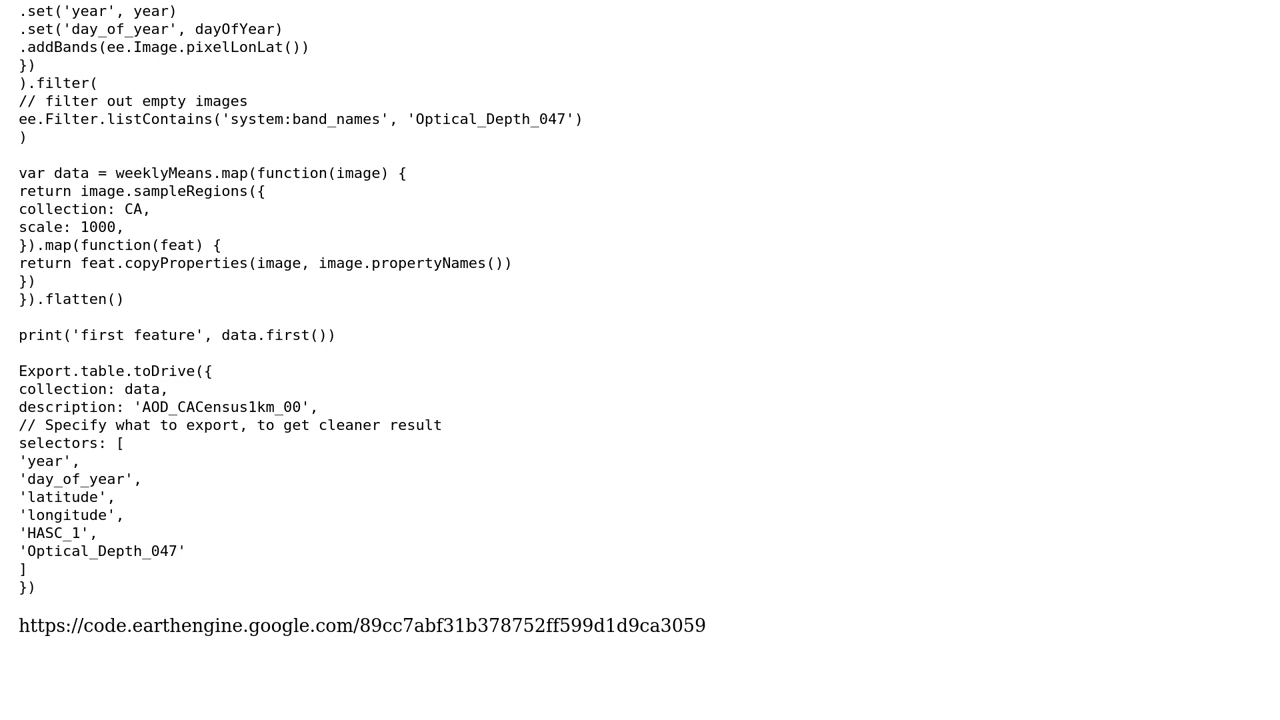 .set('year', year)
.set('day_of_year', dayOfYear)
.addBands(ee.Image.pixelLonLat())
})
).filter(
// filter out empty images
ee.Filter.listContains('system:band_names', 'Optical_Depth_047')
)

var data = weeklyMeans.map(function(image) {
return image.sampleRegions({
collection: CA,
scale: 1000,
}).map(function(feat) {
return feat.copyProperties(image, image.propertyNames())
})
}).flatten()

print('first feature', data.first())

Export.table.toDrive({
collection: data,
description: 'AOD_CACensus1km_00',
// Specify what to export, to get cleaner result
selectors: [
'year',
'day_of_year',
'latitude',
'longitude',
'HASC_1',
'Optical_Depth_047'
]
})

https://code.earthengine.google.com/89cc7abf31b378752ff599d1d9ca3059